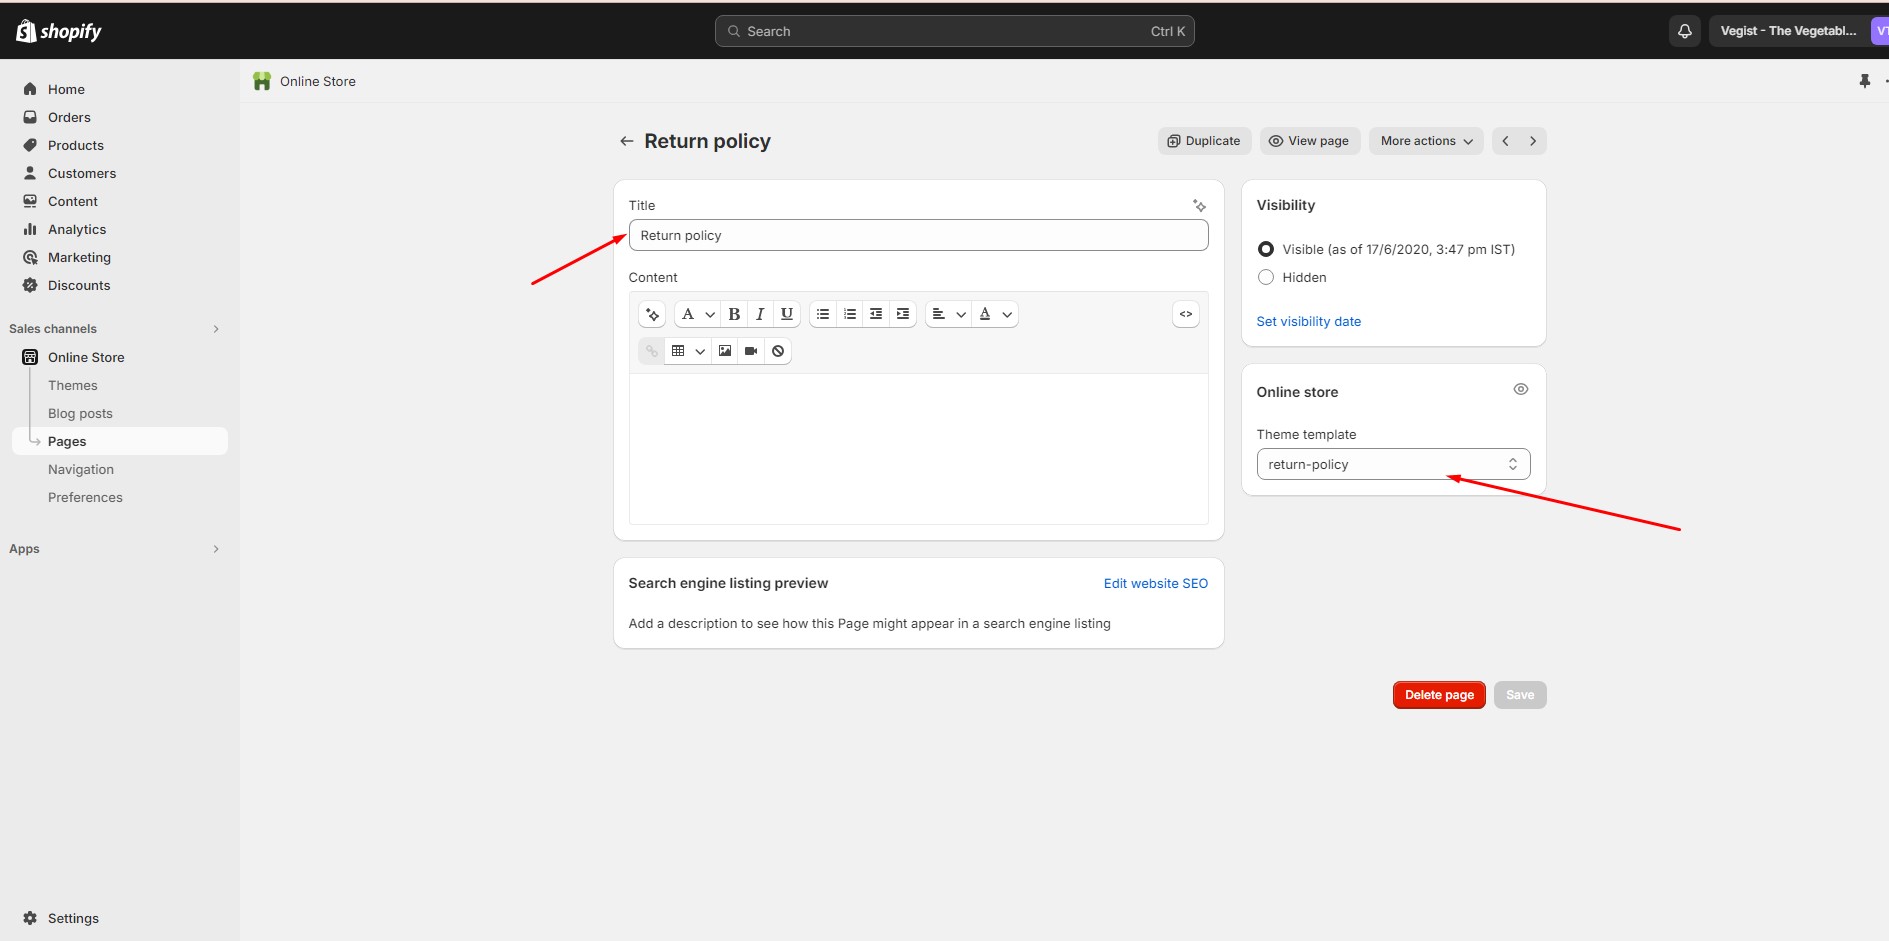 shopify
Search
Ctrl K
Vegist - The Vegetabl...
Home
Orders
Products
Customers
Content
Analytics
Marketing
Discounts
Sales channels
Online Store
Themes
Blog posts
Pages
Navigation
Preferences
Apps
Settings
Online Store
Return policy
Duplicate
View page
More actions
Title
Return policy
Content
A
B I U
A
<>
Search engine listing preview
Edit website SEO
Add a description to see how this Page might appear in a search engine listing
Visibility
Visible (as of 17/6/2020, 3:47 pm IST)
Hidden
Set visibility date
Online store
Theme template
return-policy
Delete page
Save